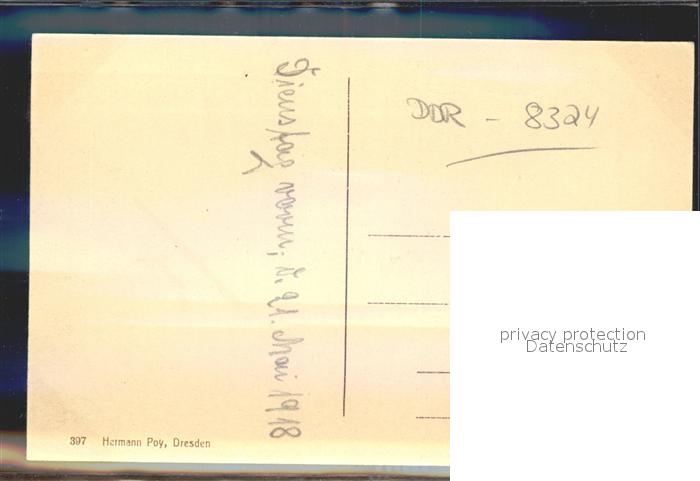 Dienstag vorm., d. 21. Mai 1918
DDR - 8324
privacy protection
Datenschutz
397 Hermann Poy, Dresden